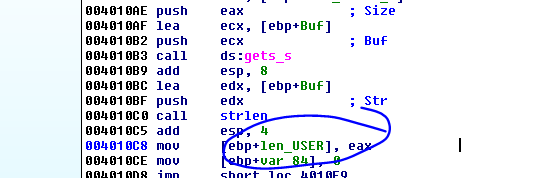 004010AE push eax ; Size
004010AF lea ecx, [ebp+Buf]
004010B2 push ecx ; Buf
004010B3 call ds:gets_s
004010B9 add esp, 8
004010BC lea edx, [ebp+Buf]
004010BF push edx ; Str
004010C0 call strlen
004010C5 add esp, 4
004010C8 mov [ebp+len_USER], eax
004010CE mov [ebp+var_84], 0
004010D8 jmp short loc_4010E9